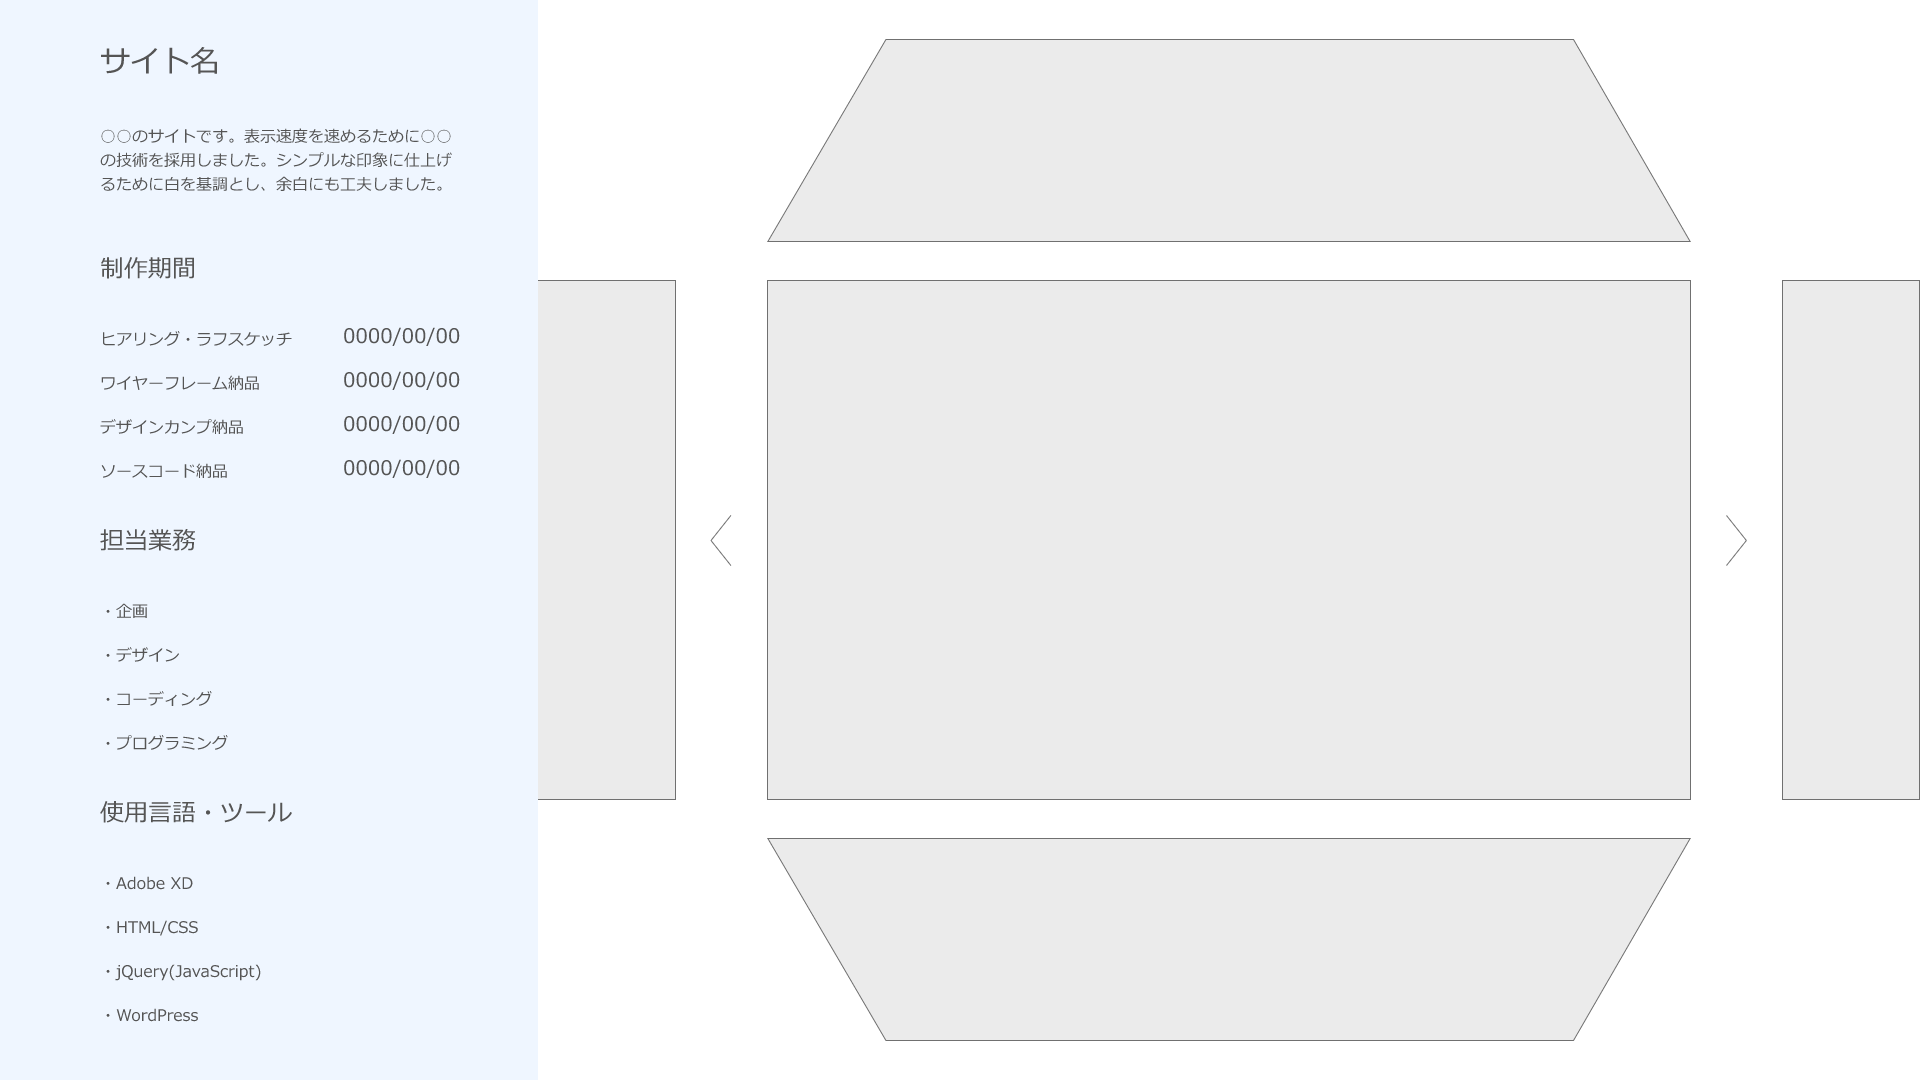 サイト名
○○のサイトです。表示速度を速めるために○○
の技術を採用しました。シンプルな印象に仕上げ
るために白を基調とし、余白にも工夫しました。
制作期間
ヒアリング・ラフスケッチ 0000/00/00
ワイヤーフレーム納品 0000/00/00
デザインカンプ納品 0000/00/00
ソースコード納品 0000/00/00
担当業務
・企画
・デザイン
・コーディング
・プログラミング
使用言語・ツール
・Adobe XD
・HTML/CSS
・jQuery(JavaScript)
・WordPress